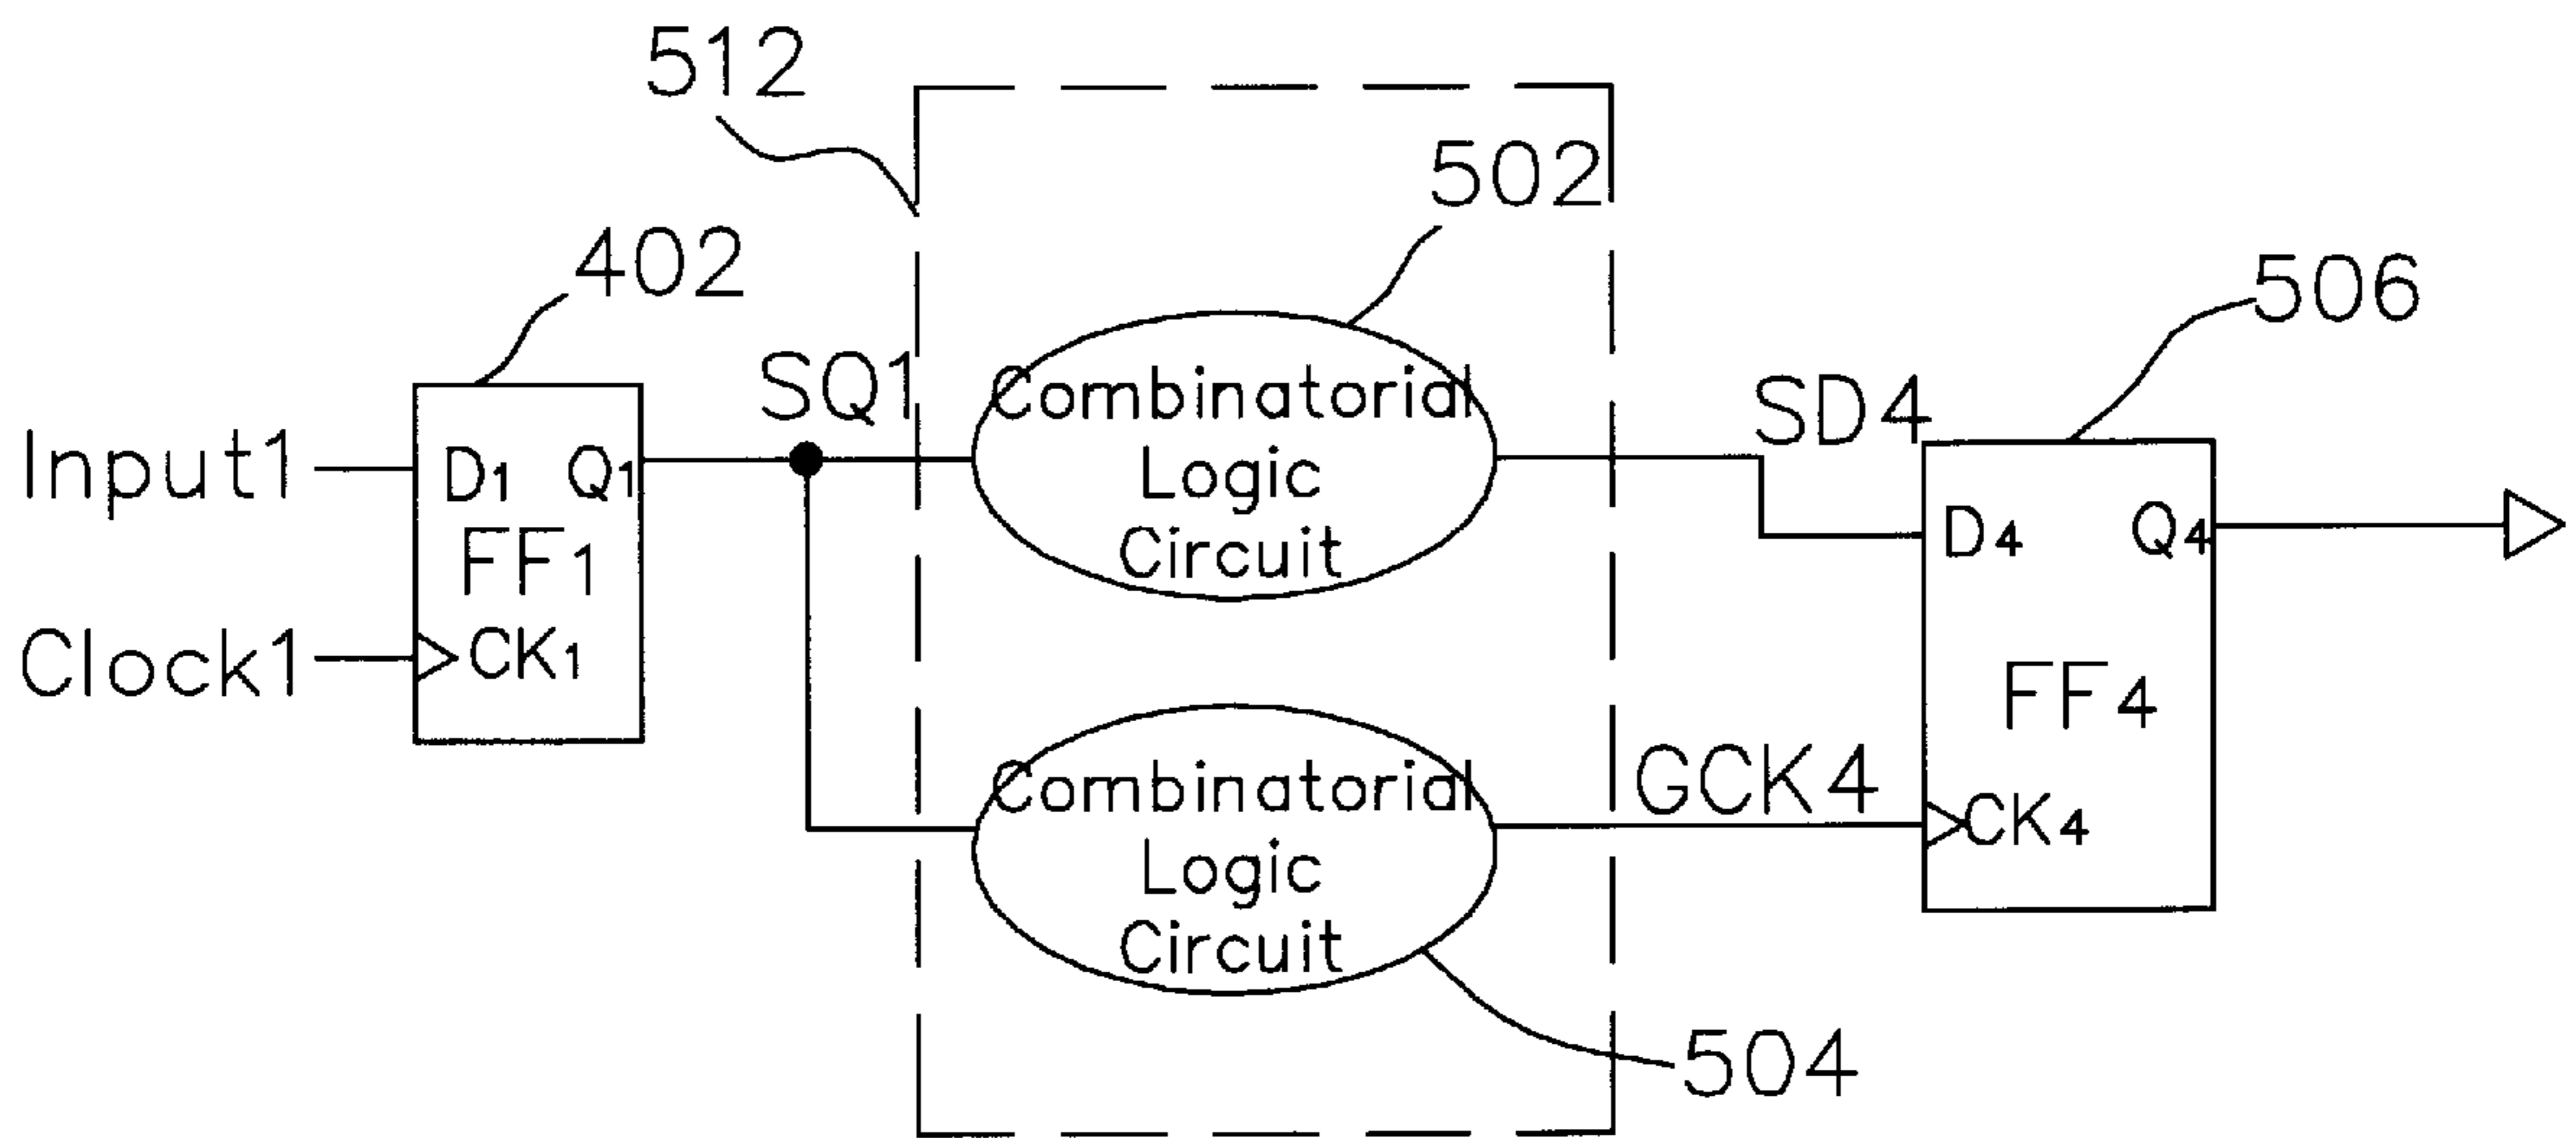 512
502
402
506
SQ1
Combinatorial
Logic
Circuit
SD4
Input1
D1 Q1
FF1
Clock1
CK1
D4 Q4
FF4
GCK4
CK4
Combinatorial
Logic
Circuit
504